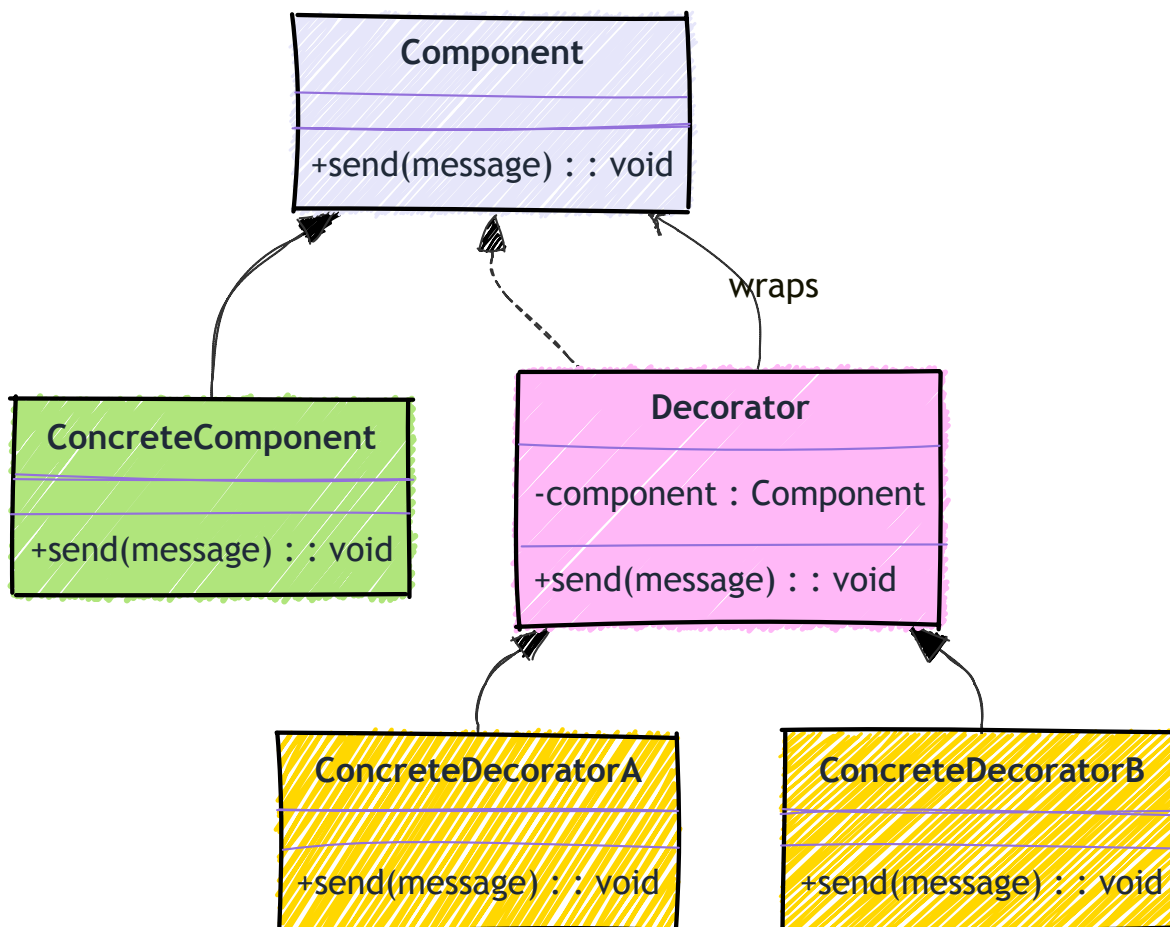 Component
+send(message) : : void
wraps
ConcreteComponent
+send(message) : : void
Decorator
-component : Component
+send(message) : : void
ConcreteDecoratorA
+send(message) : : void
ConcreteDecoratorB
+send(message) : : void